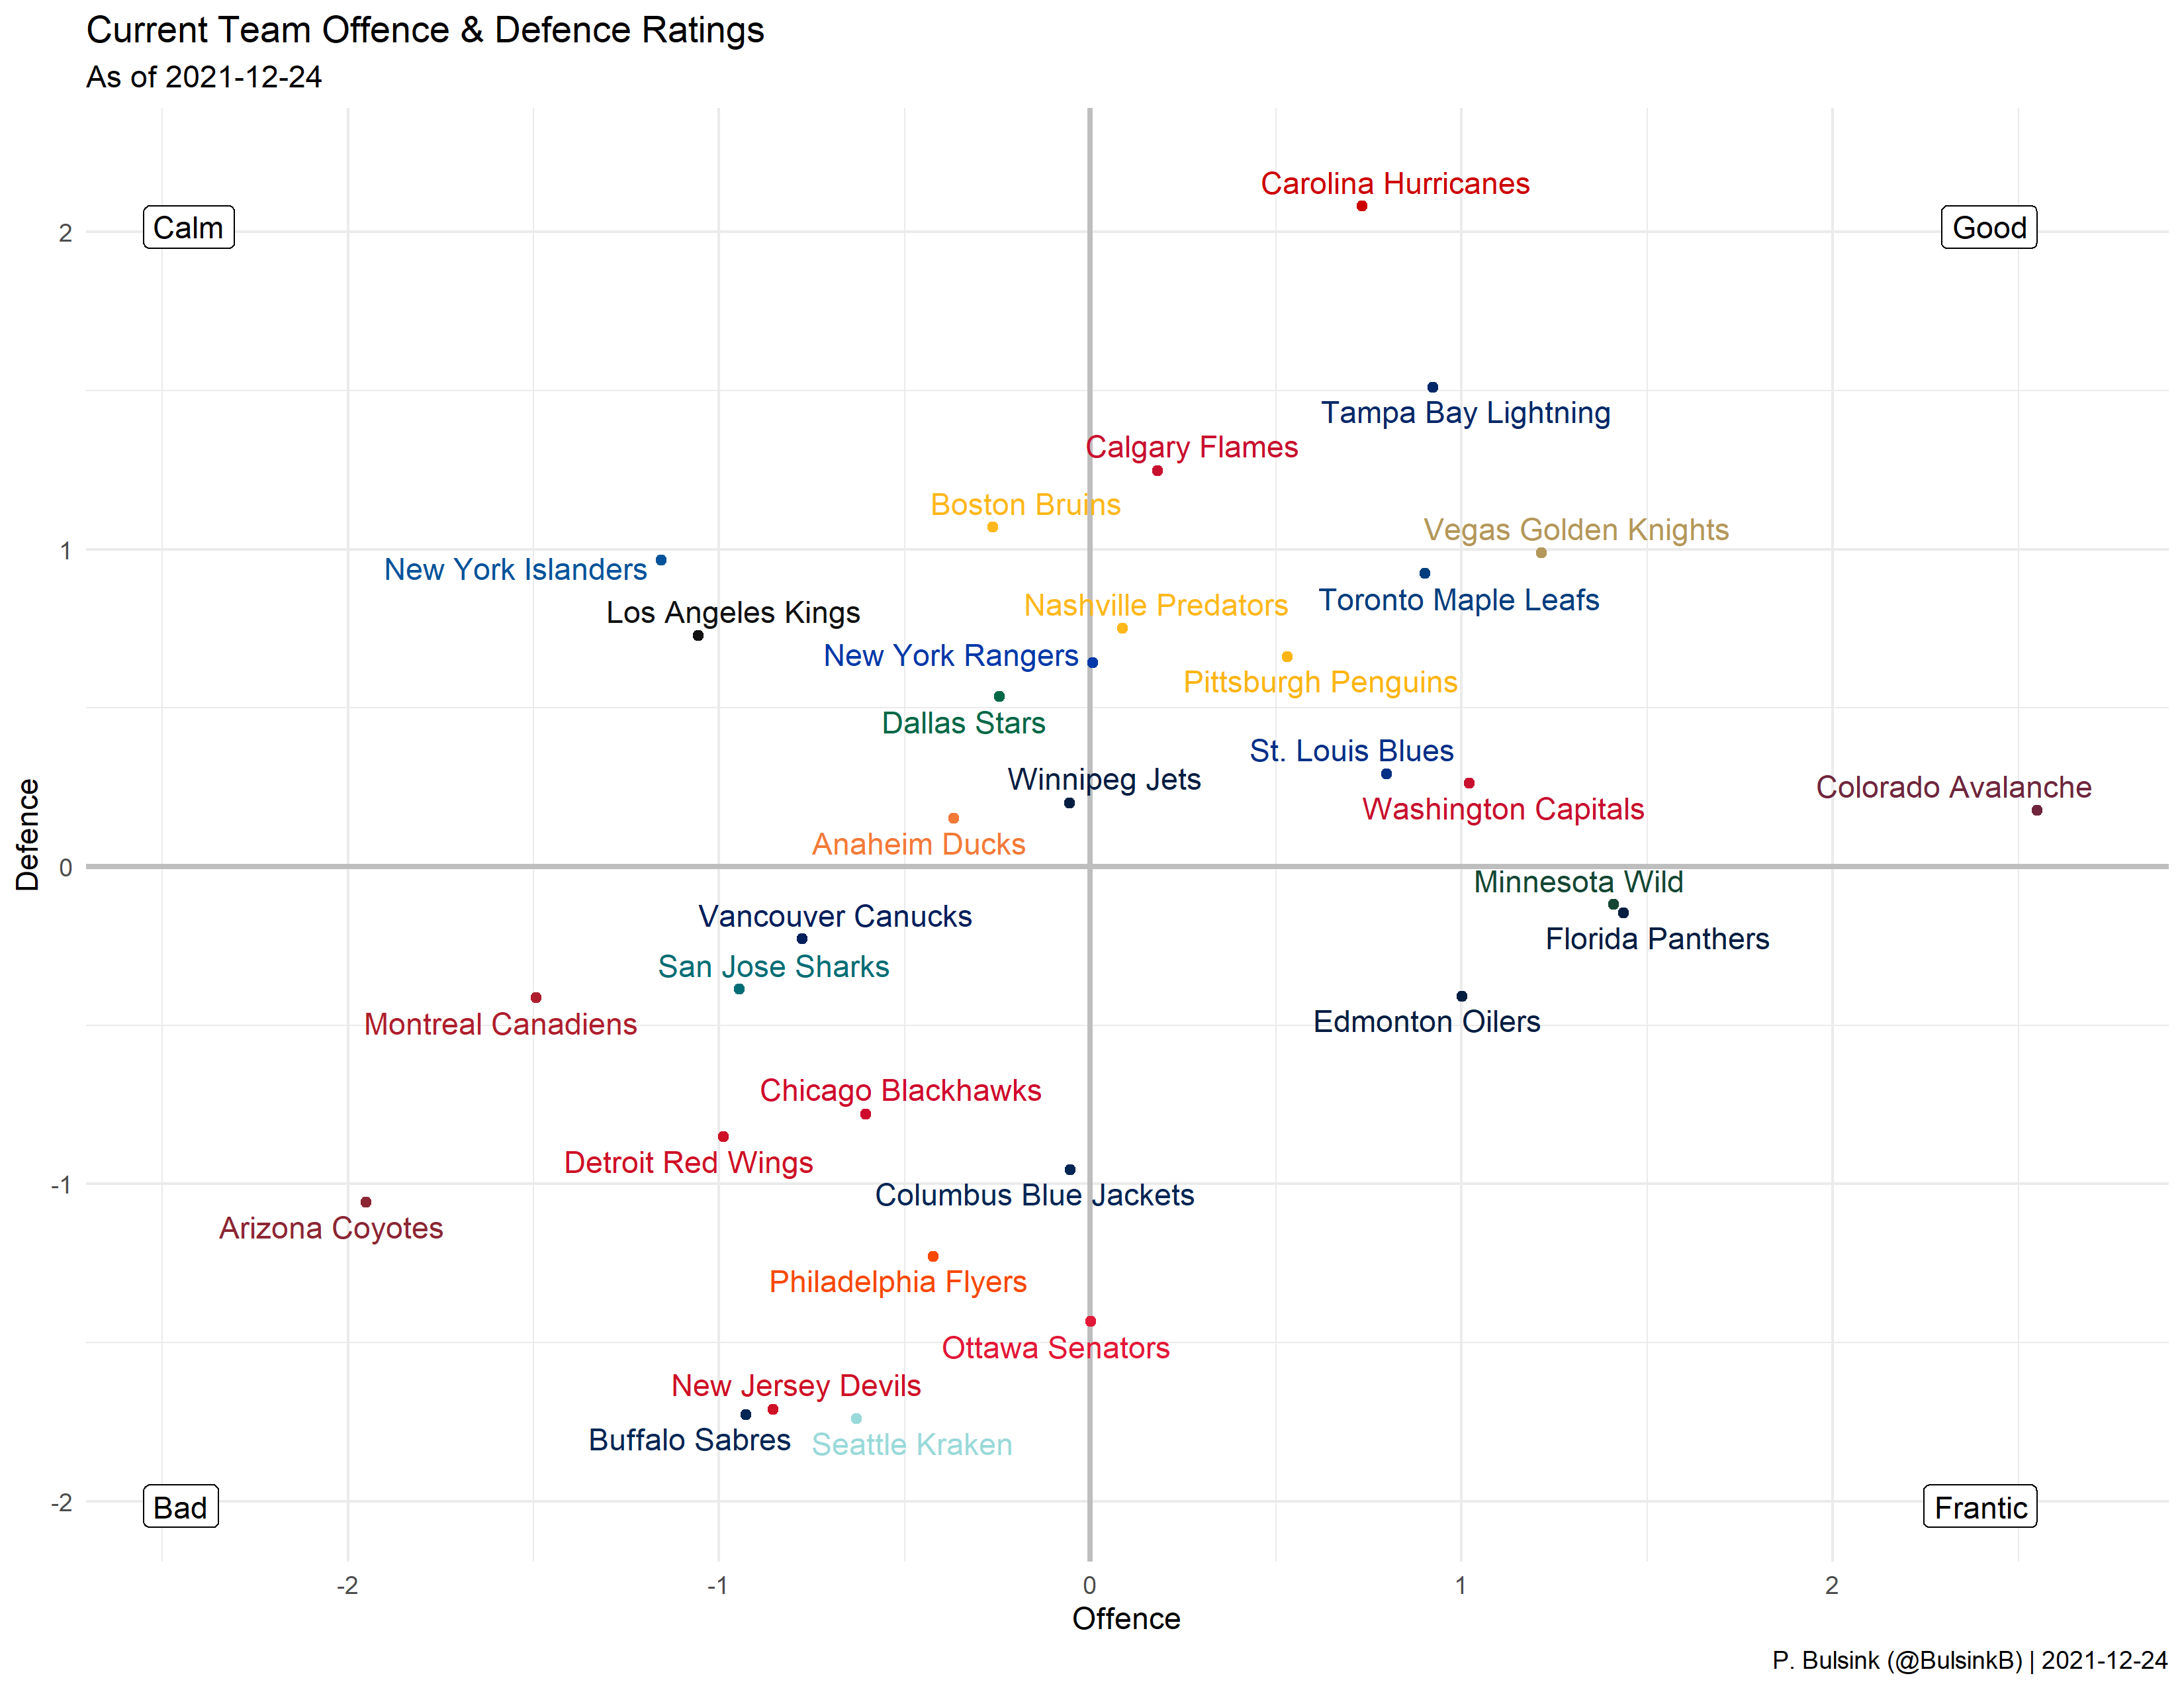 Current Team Offence & Defence Ratings
As of 2021-12-24
Carolina Hurricanes
Calm
Good
2
Tampa Bay Lightning
Calgary Flames
Boston Bruins
Vegas Golden Knights
1
New York Islanders
Toronto Maple Leafs
Los Angeles Kings
Nashville Predators
New York Rangers
Pittsburgh Penguins
Dallas Stars
St. Louis Blues
Winnipeg Jets
Colorado Avalanche
Washington Capitals
Anaheim Ducks
Defence
0
Minnesota Wild
Vancouver Canucks
Florida Panthers
San Jose Sharks
Montreal Canadiens
Edmonton Oilers
Chicago Blackhawks
Detroit Red Wings
-1
Columbus Blue Jackets
Arizona Coyotes
Philadelphia Flyers
Ottawa Senators
New Jersey Devils
Buffalo Sabres
Seattle Kraken
-2
Bad
Frantic
-2
-1
0
1
2
Offence
P. Bulsink (@BulsinkB) | 2021-12-24